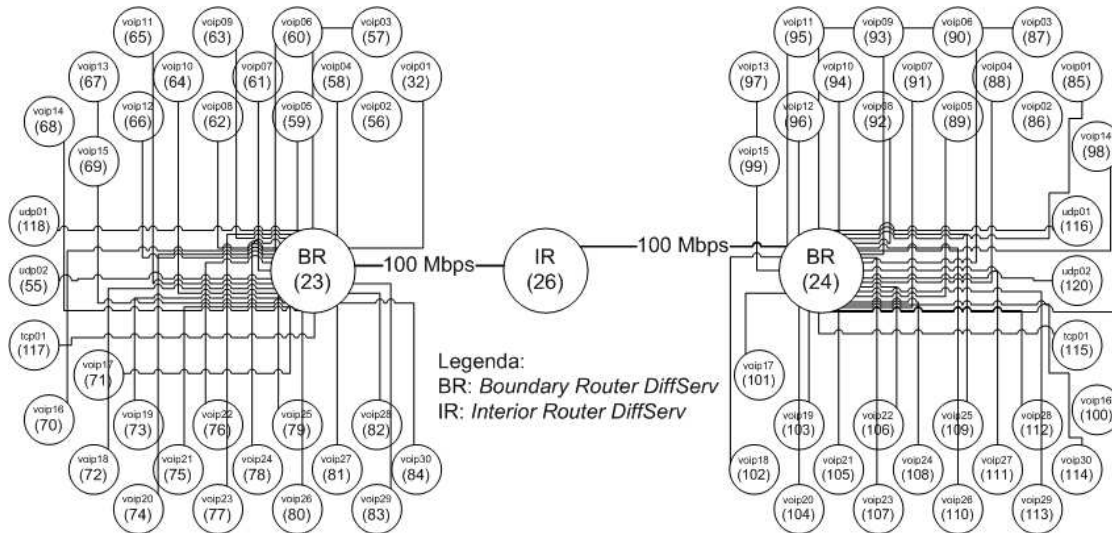 voip11
(65)
voip09
(63)
voip06
(60)
voip03
(57)
voip13
(67)
voip10
(64)
voip07
(61)
voip04
(58)
voip01
(32)
voip14
(68)
voip12
(66)
voip08
(62)
voip05
(59)
voip02
(56)
voip15
(69)
udp01
(118)
udp02
(55)
tcp01
(117)
BR
(23)
100 Mbps
IR
(26)
voip17
(71)
voip16
(70)
voip19
(73)
voip22
(76)
voip25
(79)
voip28
(82)
voip18
(72)
voip21
(75)
voip24
(78)
voip27
(81)
voip30
(84)
voip20
(74)
voip23
(77)
voip26
(80)
voip29
(83)
Legenda:
BR: Boundary Router DiffServ
IR: Interior Router DiffServ
voip11
(95)
voip09
(93)
voip06
(90)
voip03
(87)
voip13
(97)
voip10
(94)
voip07
(91)
voip04
(88)
voip01
(85)
voip12
(96)
voip08
(92)
voip05
(89)
voip02
(86)
voip14
(98)
voip15
(99)
udp01
(116)
100 Mbps
BR
(24)
udp02
(120)
tcp01
(115)
voip17
(101)
voip16
(100)
voip19
(103)
voip22
(106)
voip25
(109)
voip28
(112)
voip18
(102)
voip21
(105)
voip24
(108)
voip27
(111)
voip30
(114)
voip20
(104)
voip23
(107)
voip26
(110)
voip29
(113)